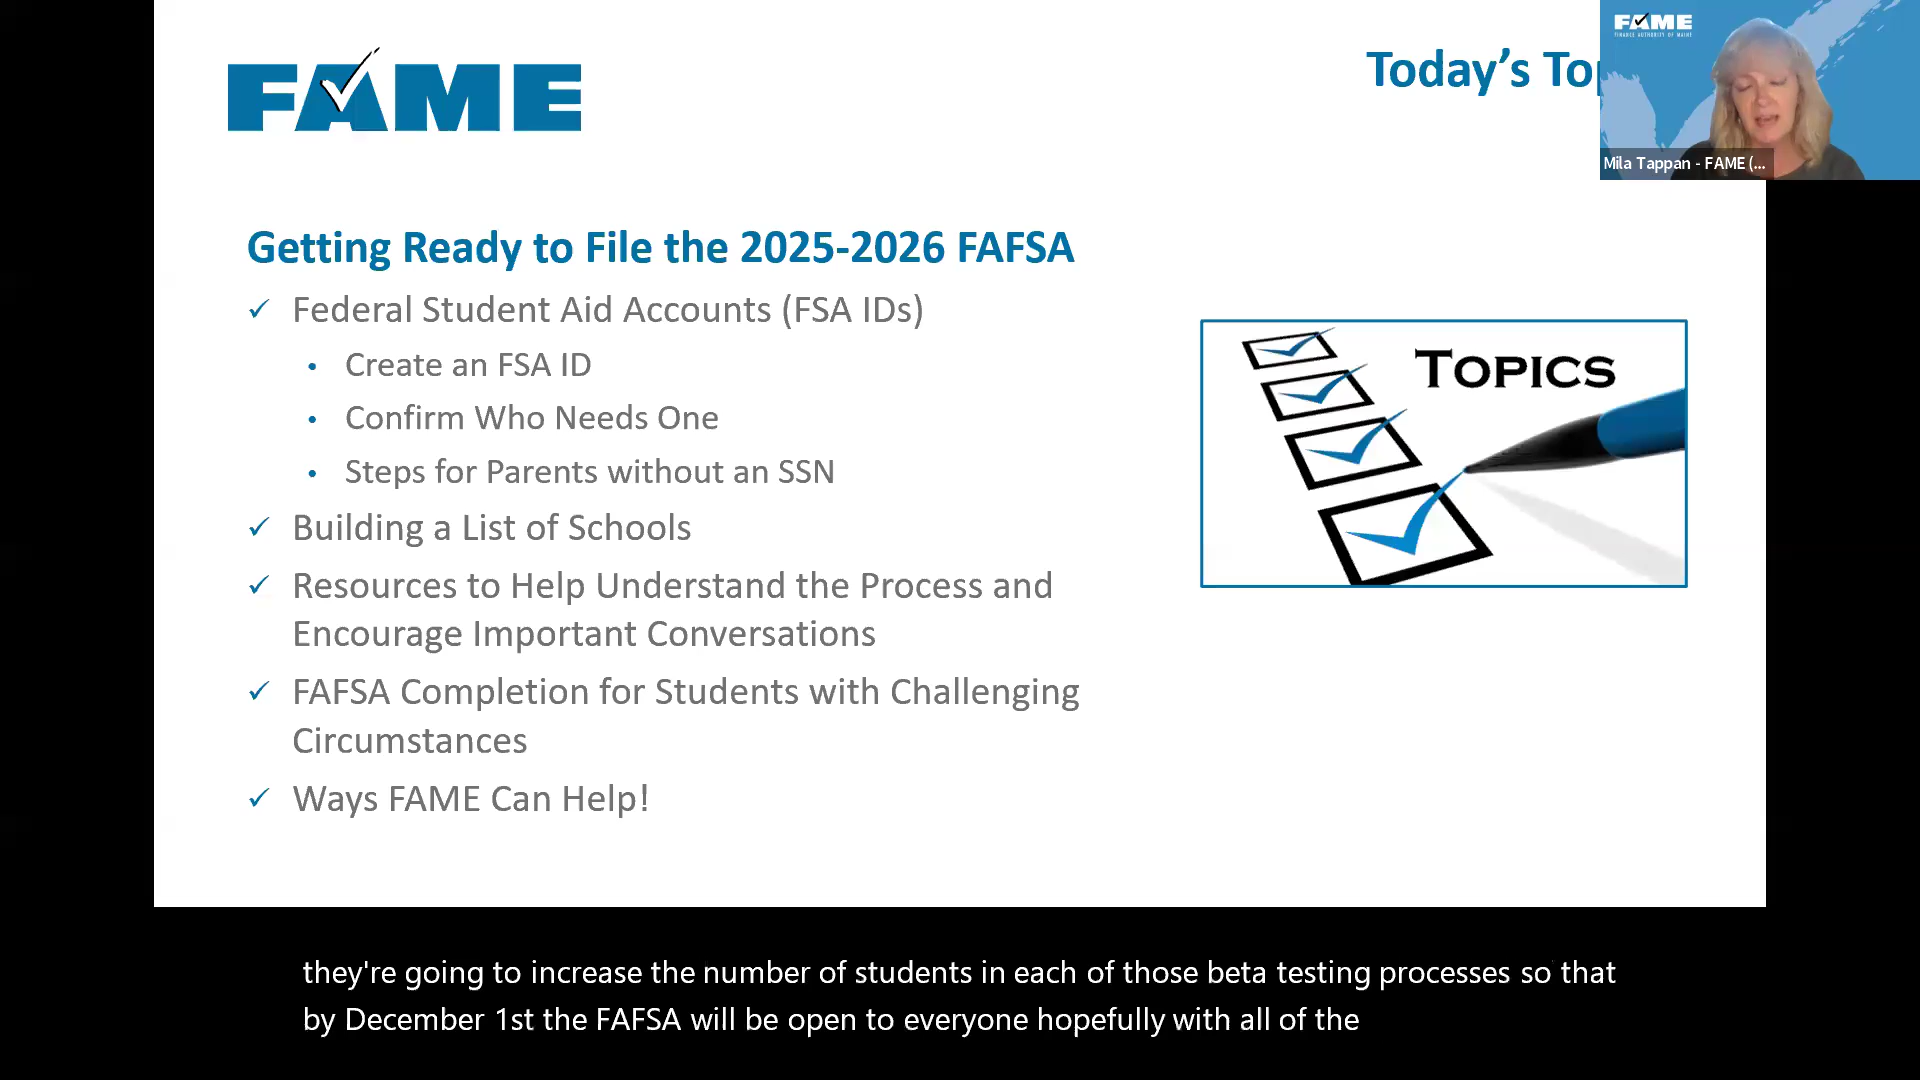 FAME
Today's To
FAME
FINANCE AUTHORITY OF MAINE
Mila Tappan - FAME (...
Getting Ready to File the 2025-2026 FAFSA
✓ Federal Student Aid Accounts (FSA IDs)
• Create an FSA ID
• Confirm Who Needs One
• Steps for Parents without an SSN
✓ Building a List of Schools
✓ Resources to Help Understand the Process and
Encourage Important Conversations
✓ FAFSA Completion for Students with Challenging
Circumstances
✓ Ways FAME Can Help!
TOPICS
they're going to increase the number of students in each of those beta testing processes so that
by December 1st the FAFSA will be open to everyone hopefully with all of the